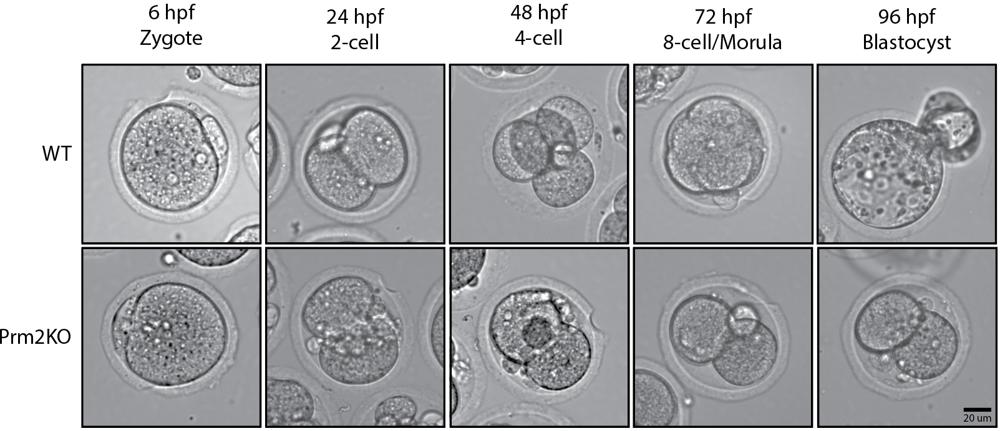 6 hpf
Zygote
24 hpf
2-cell
48 hpf
4-cell
72 hpf
8-cell/Morula
96 hpf
Blastocyst
WT
Prm2KO
20 um